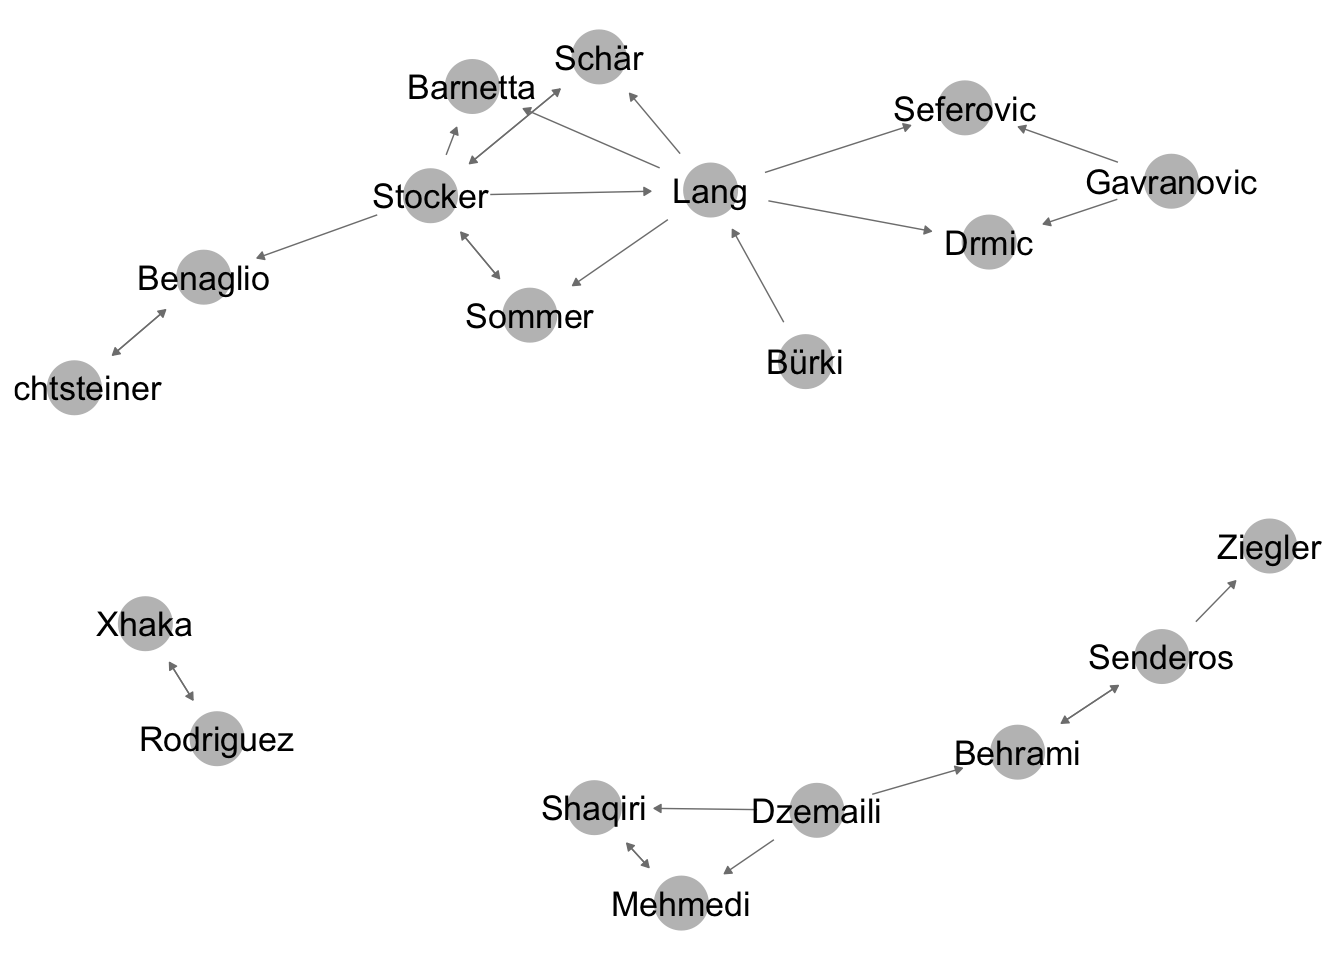 Schär
Barnetta
Seferovic
Gavranovic
Stocker
Lang
Drmic
Benaglio
Sommer
Bürki
chtsteiner
Ziegler
Xhaka
Senderos
Rodriguez
Behrami
Shaqiri
Dzemaili
Mehmedi